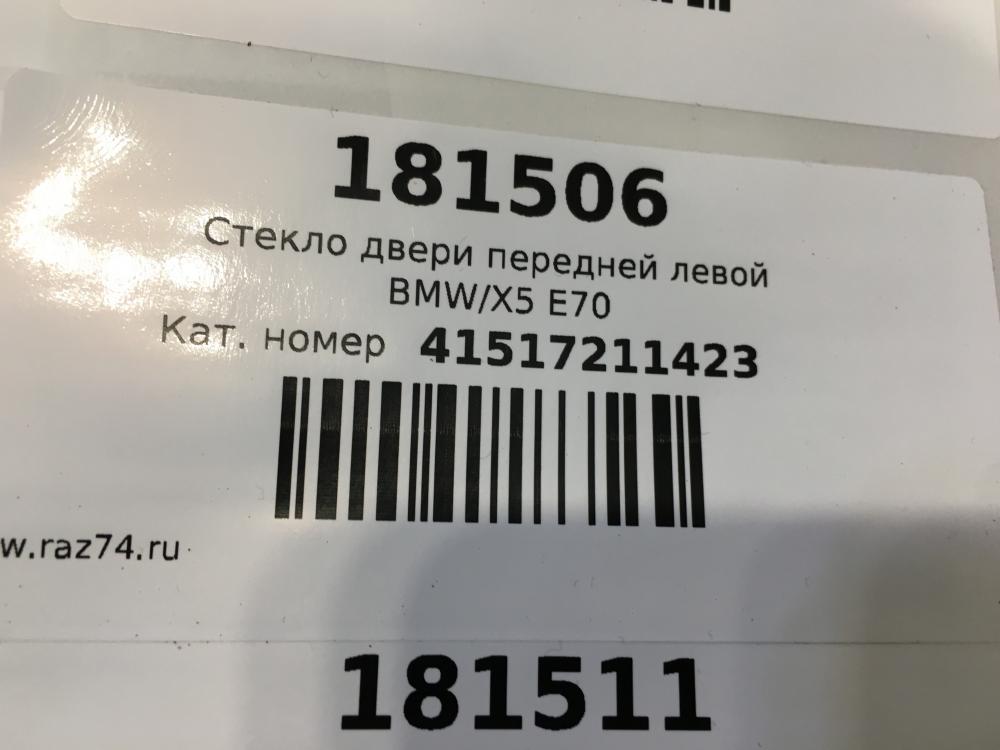 181506
Стекло двери передней левой
BMW/X5 E70
Кат. номер 41517211423
w.raz74.ru
181511